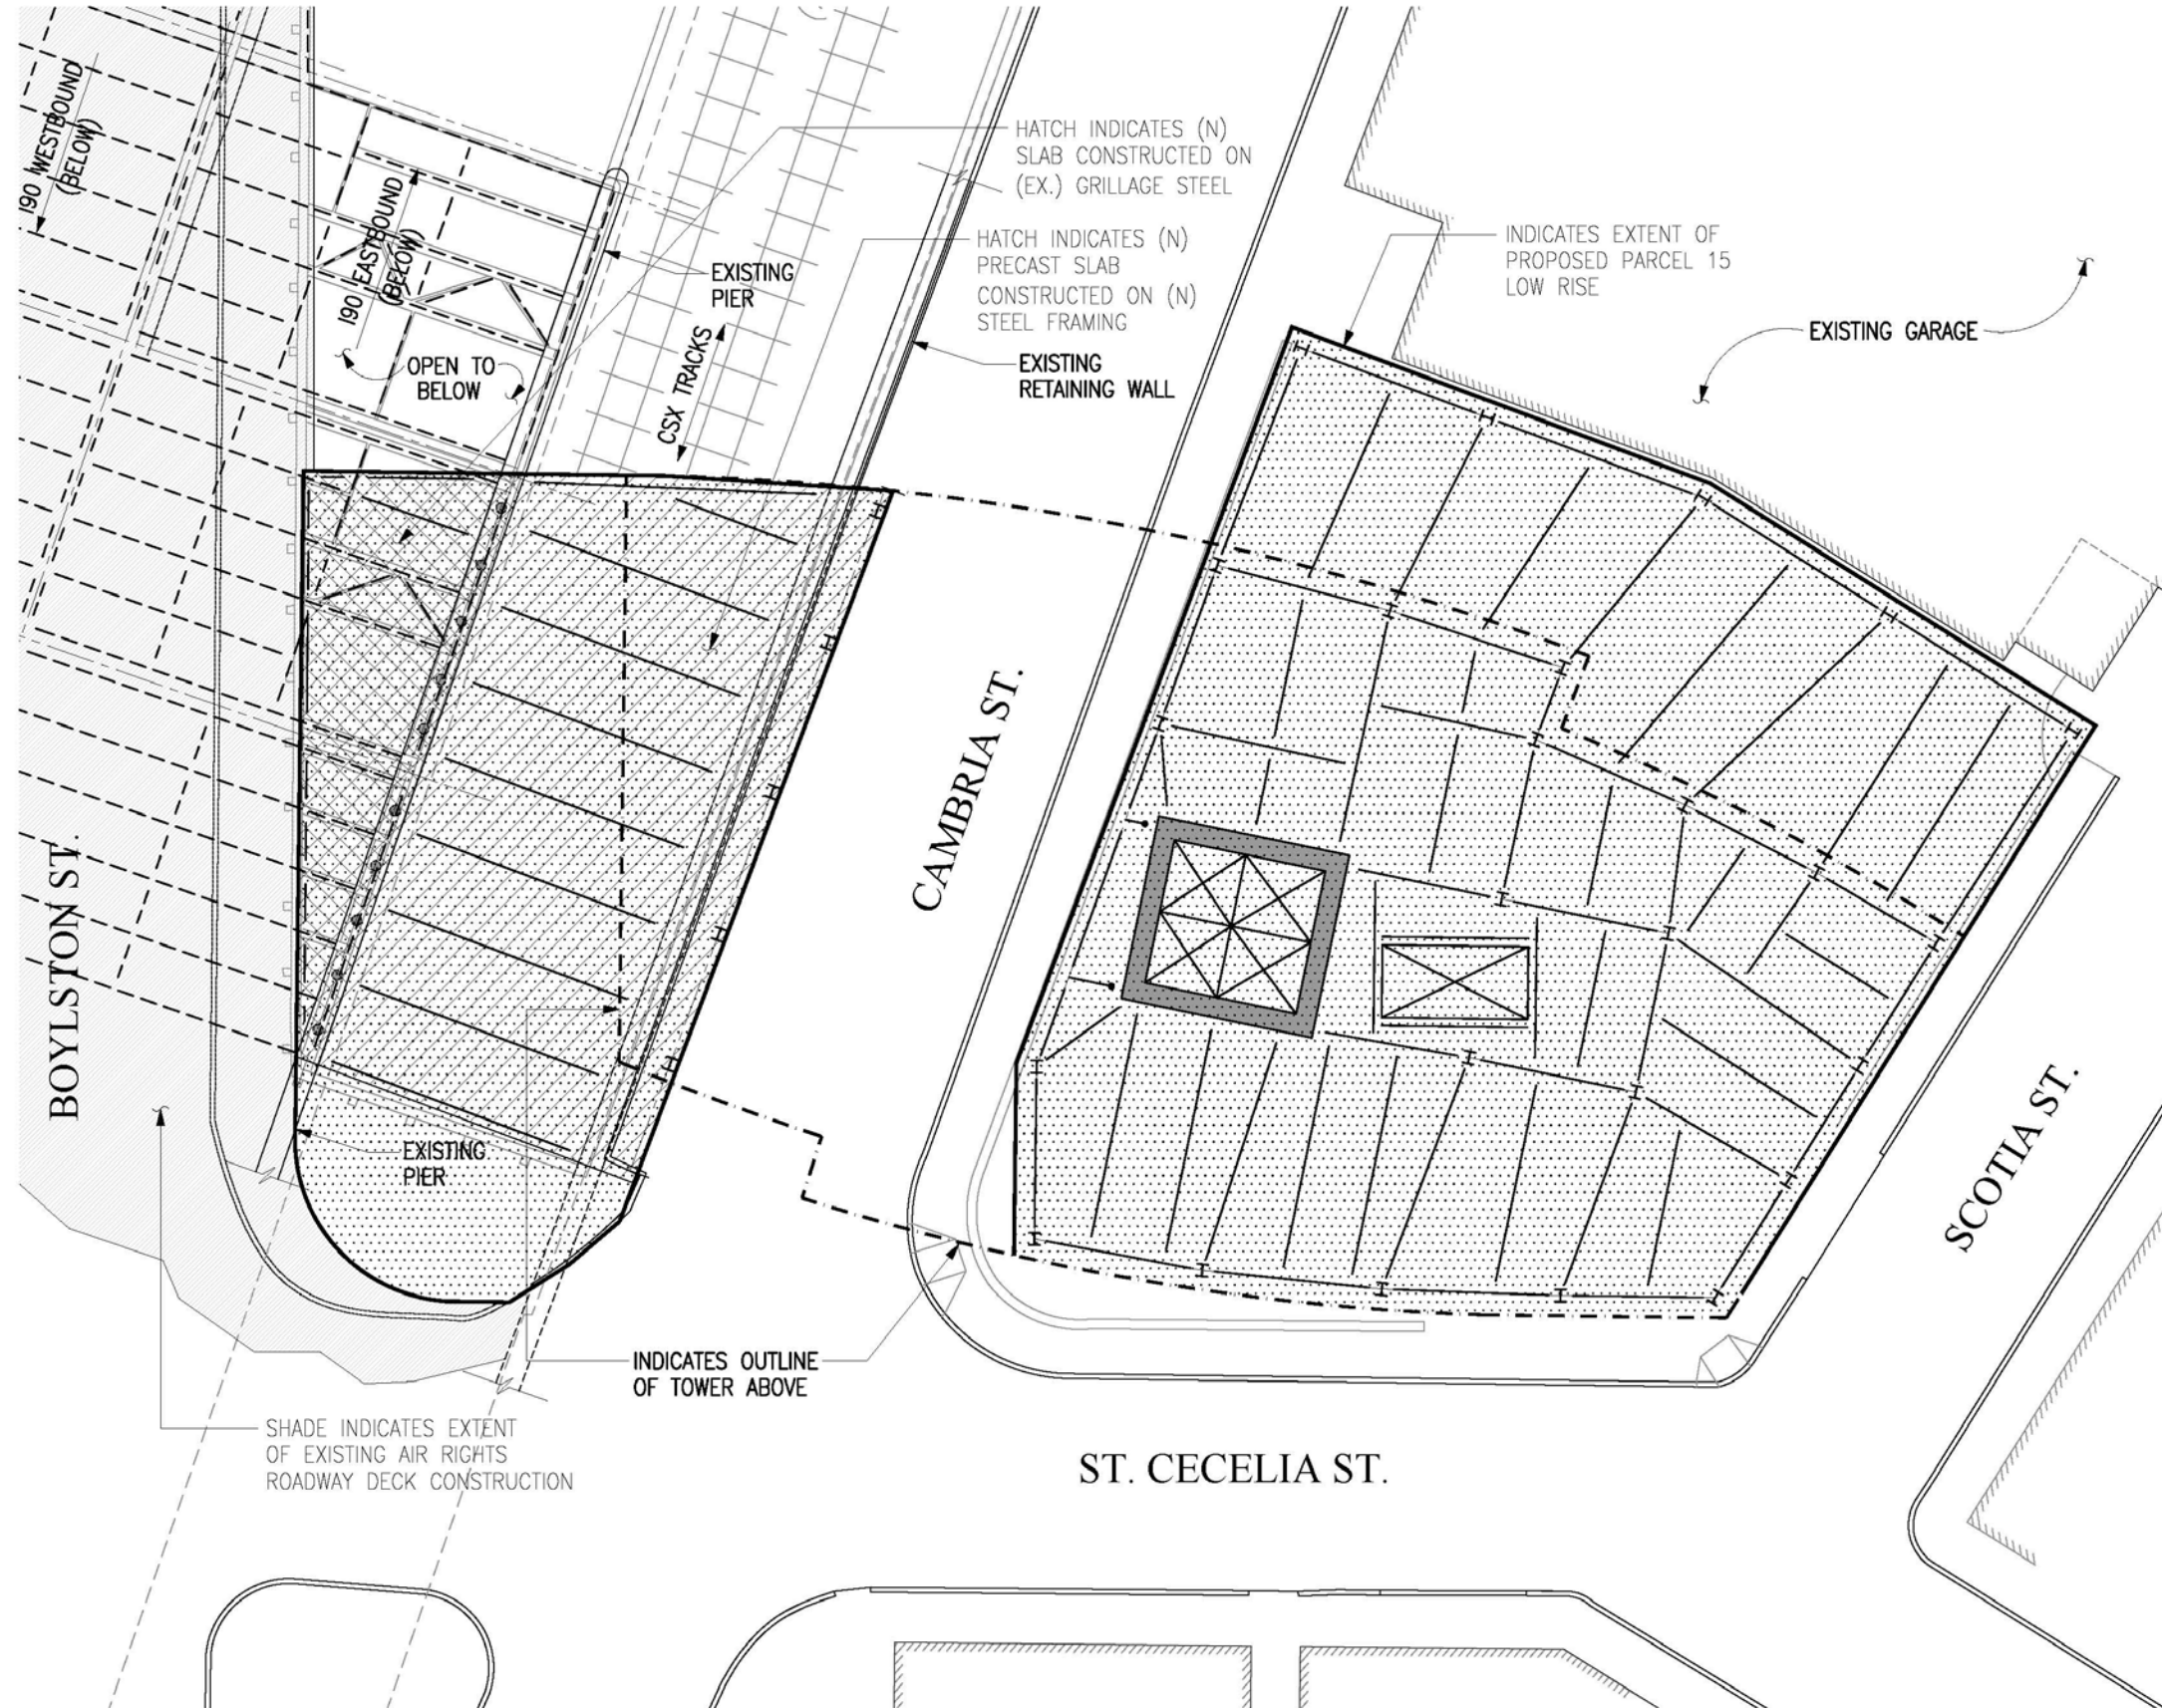 I90 WESTBOUND
(BELOW)
I90 EASTBOUND
(BELOW)
HATCH INDICATES (N)
SLAB CONSTRUCTED ON
(EX.) GRILLAGE STEEL
HATCH INDICATES (N)
PRECAST SLAB
CONSTRUCTED ON (N)
STEEL FRAMING
INDICATES EXTENT OF
PROPOSED PARCEL 15
LOW RISE
EXISTING
PIER
EXISTING GARAGE
OPEN TO
BELOW
CSX TRACKS
EXISTING
RETAINING WALL
CAMBRIA ST.
BOYLSTON ST.
SCOTIA ST.
EXISTING
PIER
INDICATES OUTLINE
OF TOWER ABOVE
SHADE INDICATES EXTENT
OF EXISTING AIR RIGHTS
ROADWAY DECK CONSTRUCTION
ST. CECELIA ST.